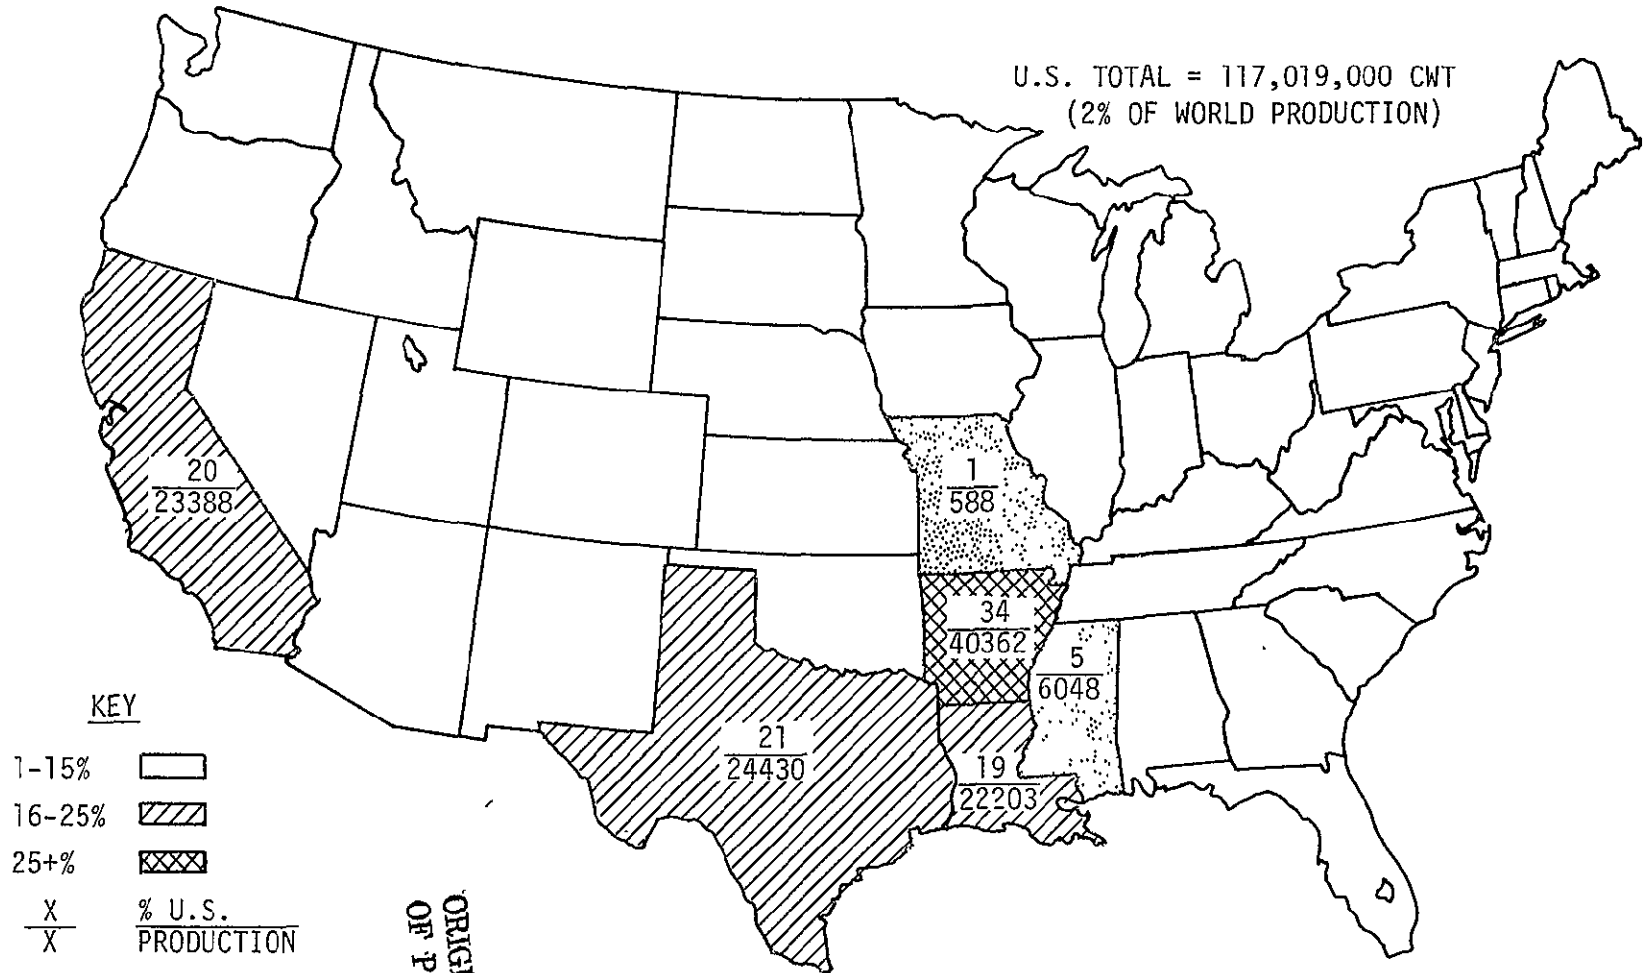 U.S. TOTAL = 117,019,000 CWT
(2% OF WORLD PRODUCTION)
20
23388
1
588
34
40362
5
6048
21
24430
19
22203
KEY
1-15%
16-25%
25+%
X % U.S.
X PRODUCTION
OF P